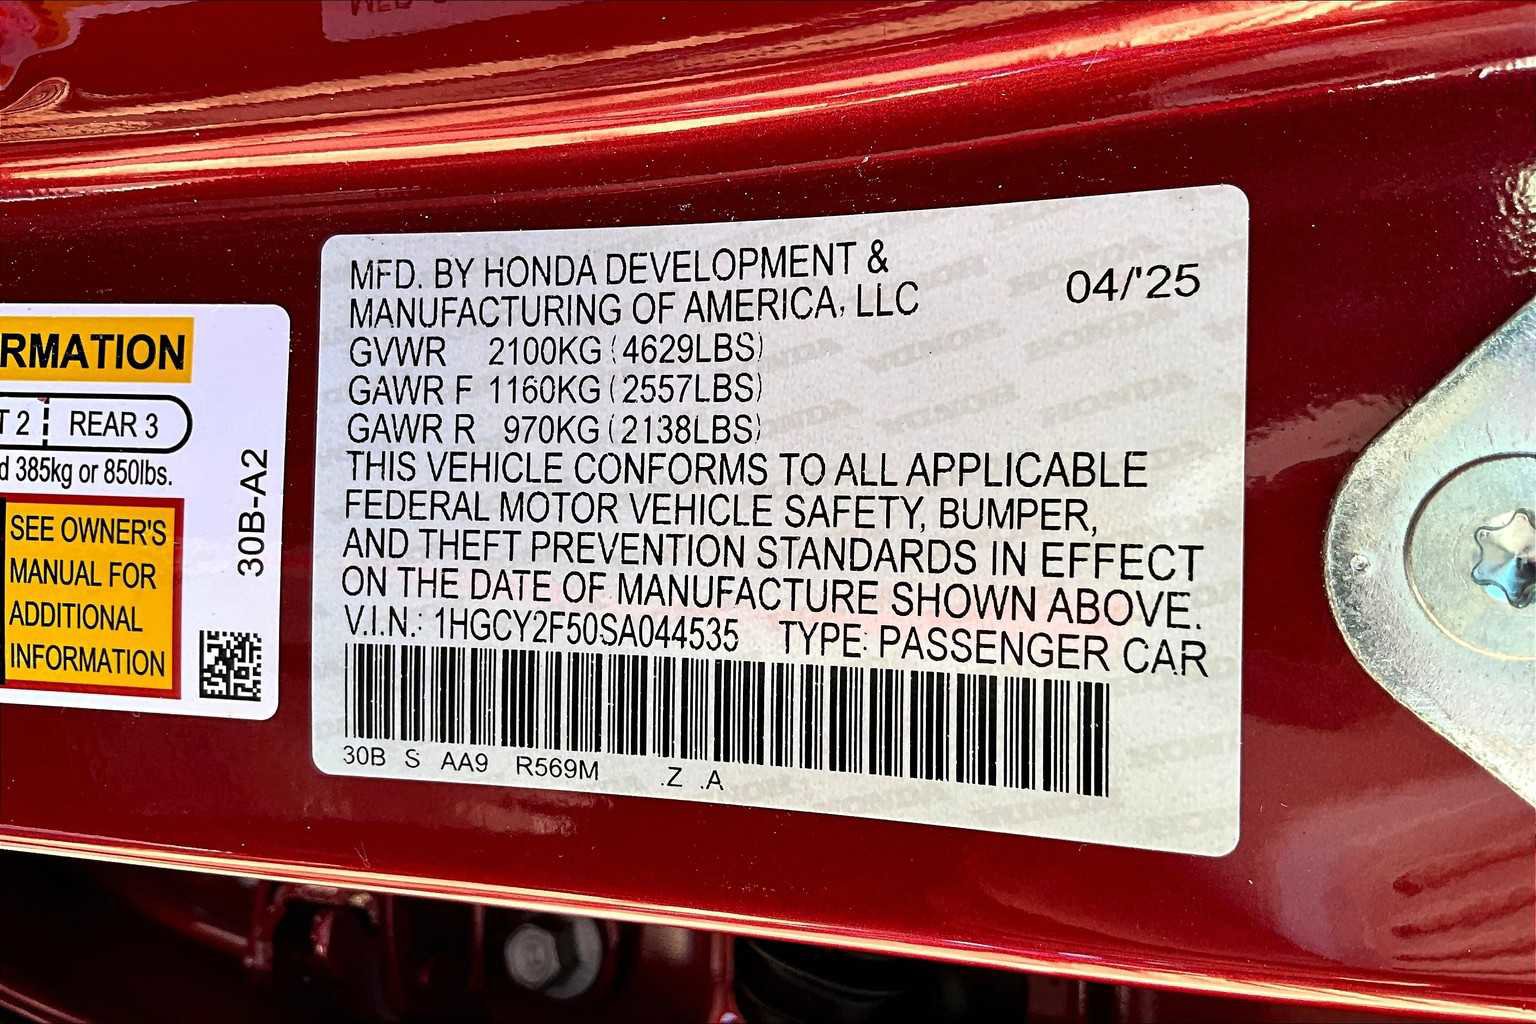 MFD. BY HONDA DEVELOPMENT &
MANUFACTURING OF AMERICA, LLC
04/'25
GVWR 2100KG (4629LBS)
GAWR F 1160KG (2557LBS)
GAWR R 970KG (2138LBS)
THIS VEHICLE CONFORMS TO ALL APPLICABLE
FEDERAL MOTOR VEHICLE SAFETY, BUMPER,
AND THEFT PREVENTION STANDARDS IN EFFECT
ON THE DATE OF MANUFACTURE SHOWN ABOVE.
V.I.N.: 1HGCY2F50SA044535 TYPE: PASSENGER CAR
30B S AA9 R569M .Z .A
RMATION
T 2 REAR 3
d 385kg or 850lbs.
SEE OWNER'S
MANUAL FOR
ADDITIONAL
INFORMATION
30B-A2